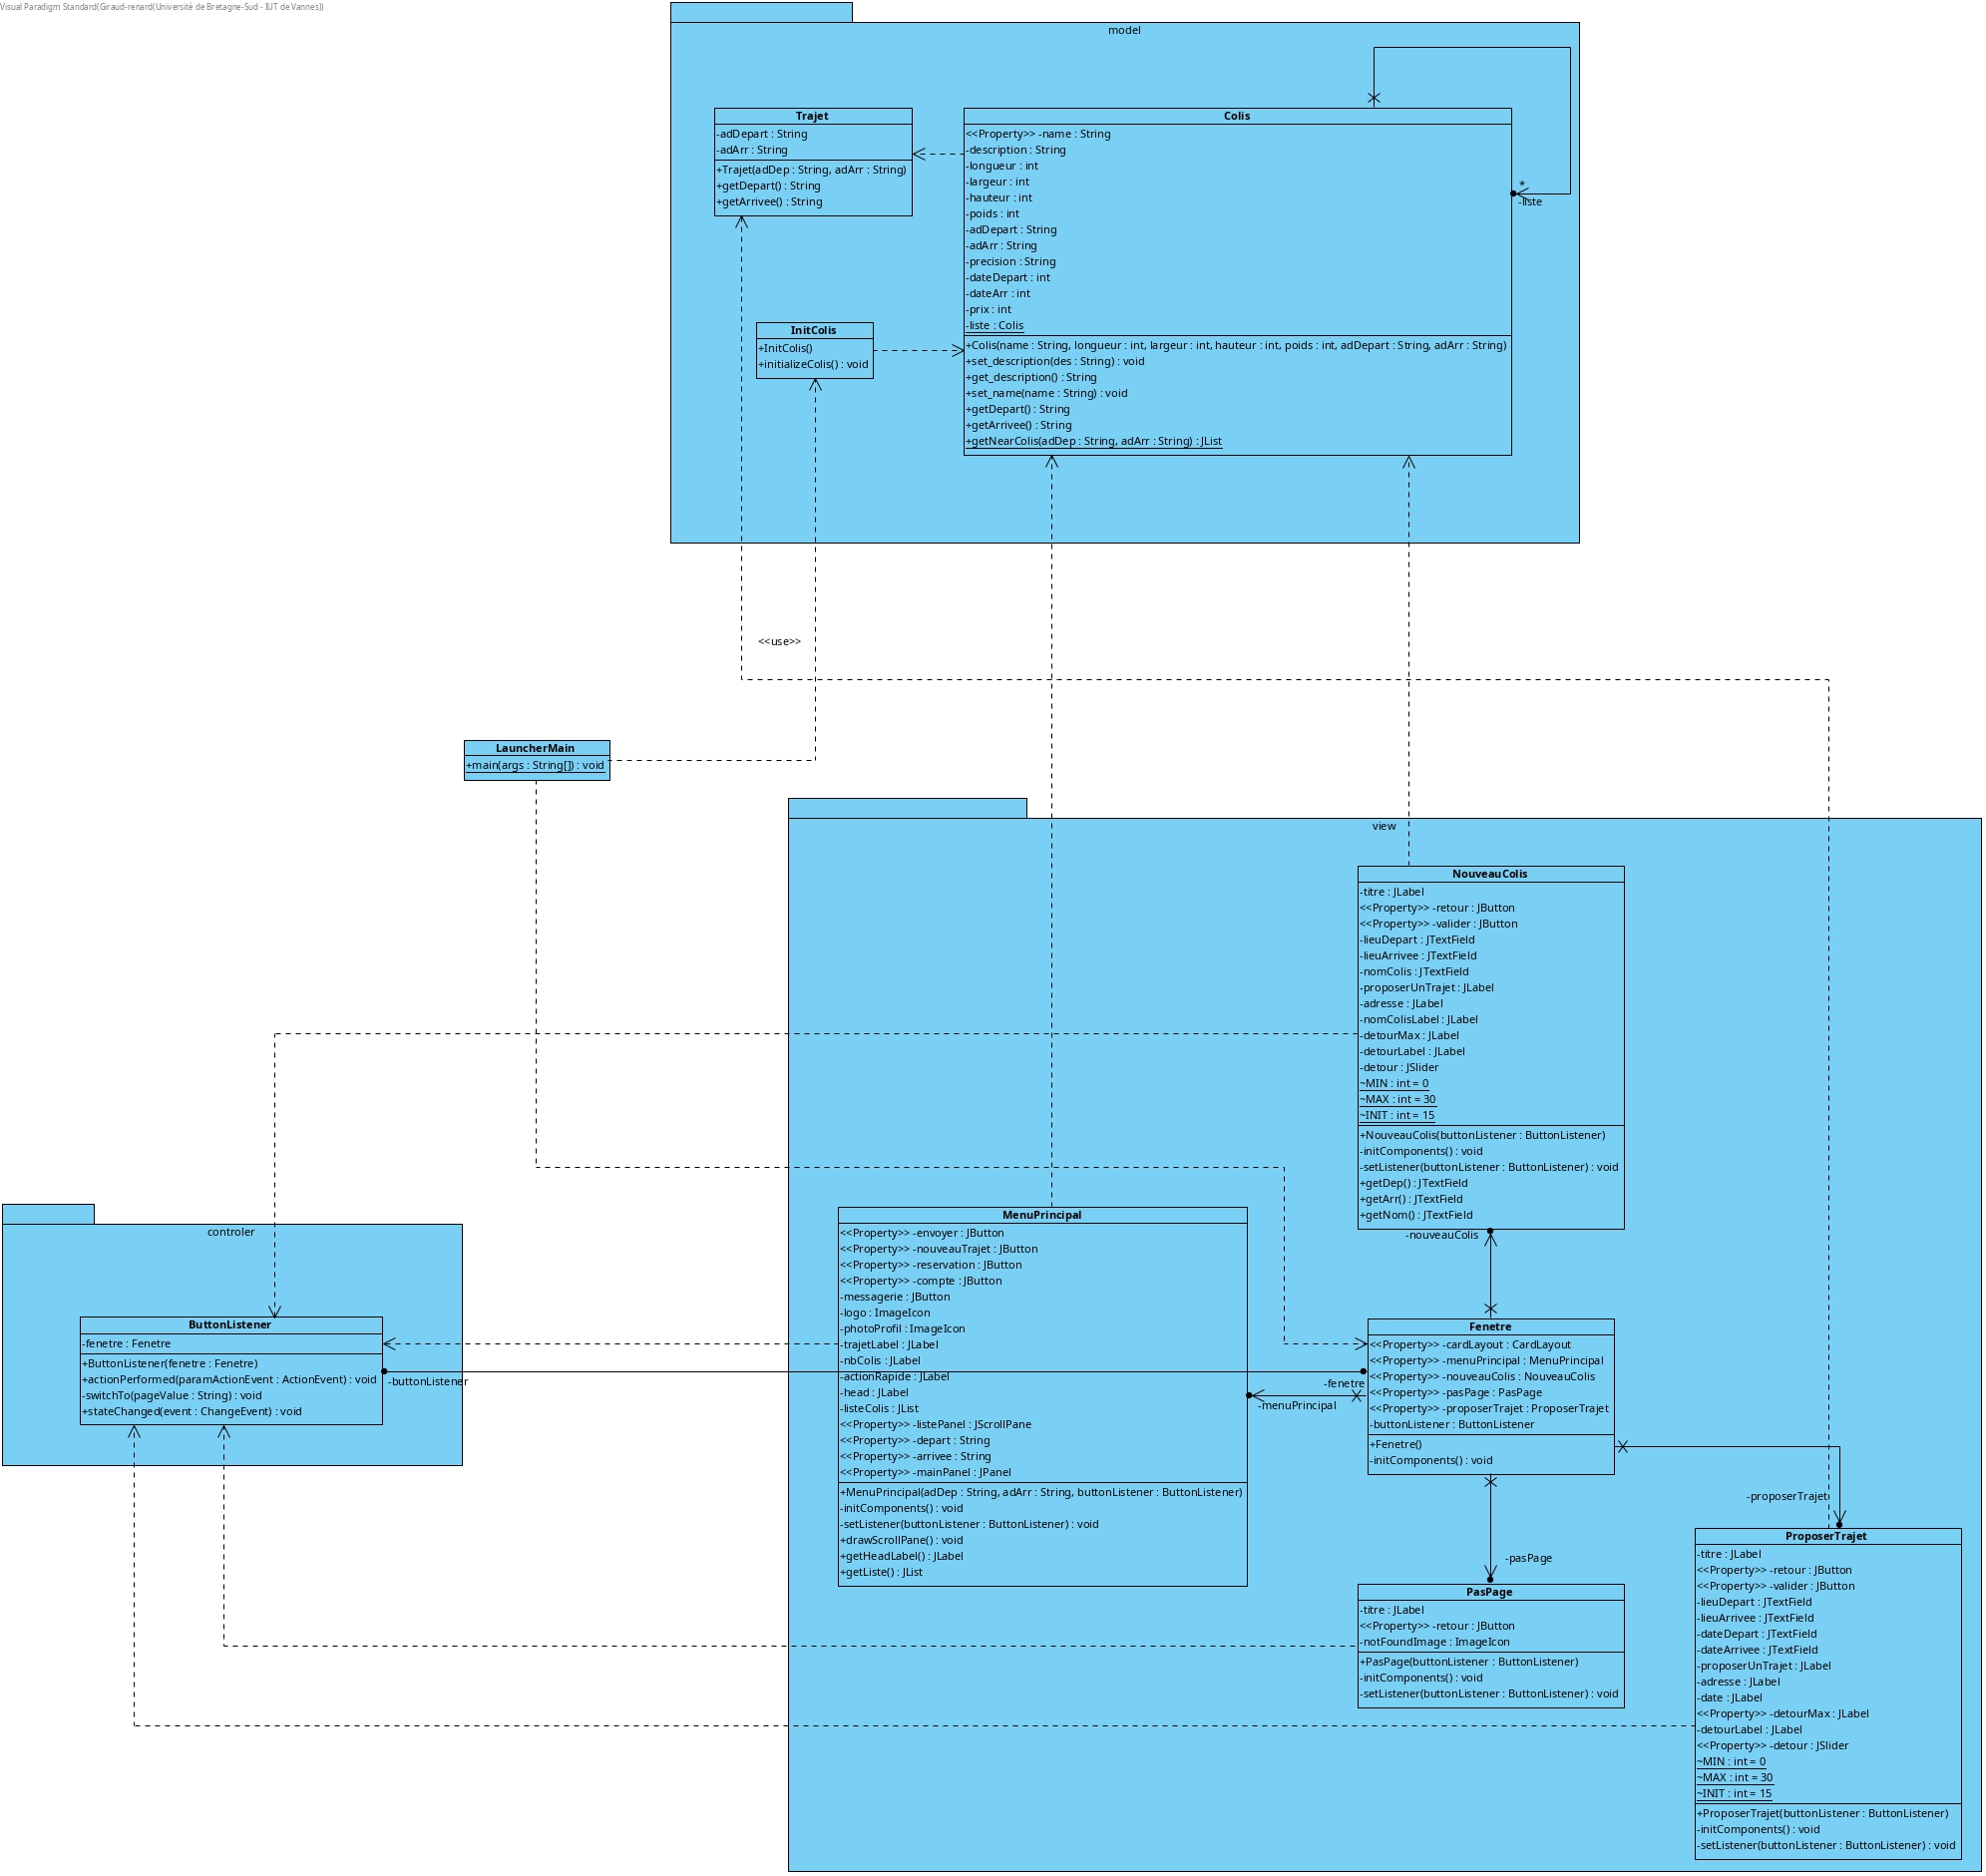 Visual Paradigm Standard(Giraud-renard(Université de Bretagne-Sud - IUT de Vannes))
model
Trajet
-adDepart : String
-adArr : String
+Trajet(adDep : String, adArr : String)
+getDepart() : String
+getArrivee() : String
Colis
<<Property>> -name : String
-description : String
-longueur : int
-largeur : int
-hauteur : int
-poids : int
-adDepart : String
-adArr : String
-precision : String
-dateDepart : int
-dateArr : int
-prix : int
-liste : Colis
+Colis(name : String, longueur : int, largeur : int, hauteur : int, poids : int, adDepart : String, adArr : String)
+set_description(des : String) : void
+get_description() : String
+set_name(name : String) : void
+getDepart() : String
+getArrivee() : String
+getNearColis(adDep : String, adArr : String) : JList
*
-liste
InitColis
+InitColis()
+initializeColis() : void
<<use>>
LauncherMain
+main(args : String[]) : void
view
NouveauColis
-titre : JLabel
<<Property>> -retour : JButton
<<Property>> -valider : JButton
-lieuDepart : JTextField
-lieuArrivee : JTextField
-nomColis : JTextField
-proposerUnTrajet : JLabel
-adresse : JLabel
-nomColisLabel : JLabel
-detourMax : JLabel
-detourLabel : JLabel
-detour : JSlider
~MIN : int = 0
~MAX : int = 30
~INIT : int = 15
+NouveauColis(buttonListener : ButtonListener)
-initComponents() : void
-setListener(buttonListener : ButtonListener) : void
+getDep() : JTextField
+getArr() : JTextField
+getNom() : JTextField
-nouveauColis
controler
ButtonListener
-fenetre : Fenetre
+ButtonListener(fenetre : Fenetre)
+actionPerformed(paramActionEvent : ActionEvent) : void
-switchTo(pageValue : String) : void
+stateChanged(event : ChangeEvent) : void
-buttonListener
MenuPrincipal
<<Property>> -envoyer : JButton
<<Property>> -nouveauTrajet : JButton
<<Property>> -reservation : JButton
<<Property>> -compte : JButton
-messagerie : JButton
-logo : ImageIcon
-photoProfil : ImageIcon
-trajetLabel : JLabel
-nbColis : JLabel
-actionRapide : JLabel
-head : JLabel
-listeColis : JList
<<Property>> -listePanel : JScrollPane
<<Property>> -depart : String
<<Property>> -arrivee : String
<<Property>> -mainPanel : JPanel
+MenuPrincipal(adDep : String, adArr : String, buttonListener : ButtonListener)
-initComponents() : void
-setListener(buttonListener : ButtonListener) : void
+drawScrollPane() : void
+getHeadLabel() : JLabel
+getListe() : JList
-fenetre
-menuPrincipal
Fenetre
<<Property>> -cardLayout : CardLayout
<<Property>> -menuPrincipal : MenuPrincipal
<<Property>> -nouveauColis : NouveauColis
<<Property>> -pasPage : PasPage
<<Property>> -proposerTrajet : ProposerTrajet
-buttonListener : ButtonListener
+Fenetre()
-initComponents() : void
-proposerTrajet
-pasPage
PasPage
-titre : JLabel
<<Property>> -retour : JButton
-notFoundImage : ImageIcon
+PasPage(buttonListener : ButtonListener)
-initComponents() : void
-setListener(buttonListener : ButtonListener) : void
ProposerTrajet
-titre : JLabel
<<Property>> -retour : JButton
<<Property>> -valider : JButton
-lieuDepart : JTextField
-lieuArrivee : JTextField
-dateDepart : JTextField
-dateArrivee : JTextField
-proposerUnTrajet : JLabel
-adresse : JLabel
-date : JLabel
<<Property>> -detourMax : JLabel
-detourLabel : JLabel
<<Property>> -detour : JSlider
~MIN : int = 0
~MAX : int = 30
~INIT : int = 15
+ProposerTrajet(buttonListener : ButtonListener)
-initComponents() : void
-setListener(buttonListener : ButtonListener) : void